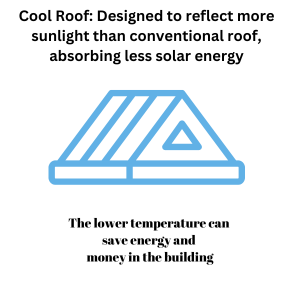 Cool Roof: Designed to reflect more
sunlight than conventional roof,
absorbing less solar energy
The lower temperature can
save energy and
money in the building